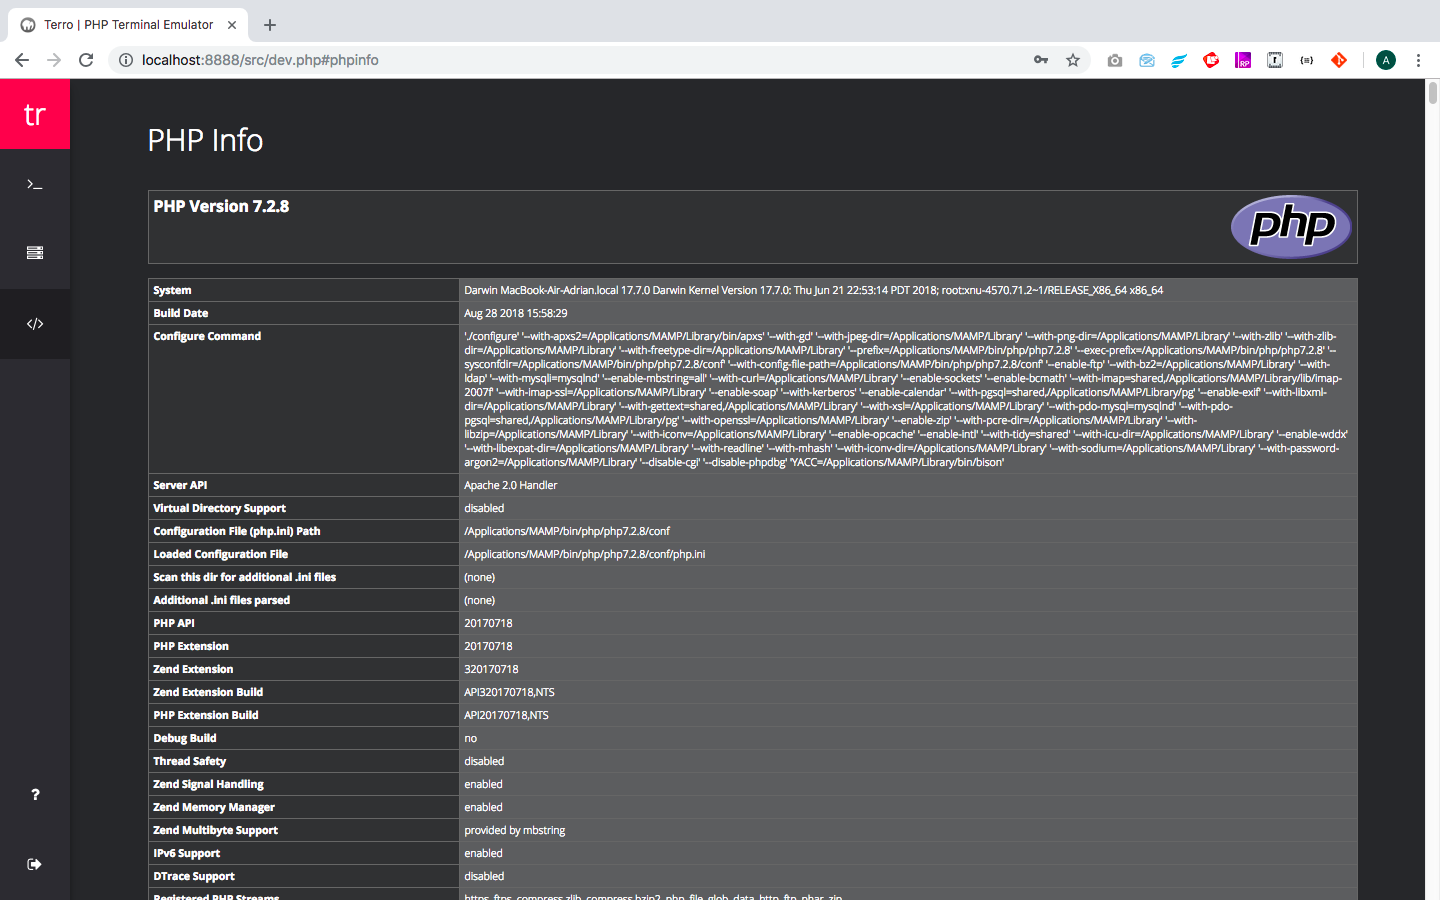 Terro | PHP Terminal Emulator
localhost:8888/src/dev.php#phpinfo
RP
A
tr
PHP Info
PHP Version 7.2.8
php
System Darwin MacBook-Air-Adrian.local 17.7.0 Darwin Kernel Version 17.7.0: Thu Jun 21 22:53:14 PDT 2018; root:xnu-4570.71.2~1/RELEASE_X86_64 x86_64
Build Date Aug 28 2018 15:58:29
Configure Command './configure' '--with-apxs2=/Applications/MAMP/Library/bin/apxs' '--with-gd' '--with-jpeg-dir=/Applications/MAMP/Library' '--with-png-dir=/Applications/MAMP/Library' '--with-zlib' '--with-zlib-
dir=/Applications/MAMP/Library' '--with-freetype-dir=/Applications/MAMP/Library' '--prefix=/Applications/MAMP/bin/php/php7.2.8' '--exec-prefix=/Applications/MAMP/bin/php/php7.2.8' '--
sysconfdir=/Applications/MAMP/bin/php/php7.2.8/conf' '--with-config-file-path=/Applications/MAMP/bin/php/php7.2.8/conf' '--enable-ftp' '--with-bz2=/Applications/MAMP/Library' '--with-
ldap' '--with-mysqli=mysqlnd' '--enable-mbstring=all' '--with-curl=/Applications/MAMP/Library' '--enable-sockets' '--enable-bcmath' '--with-imap=shared,/Applications/MAMP/Library/lib/imap-
2007f' '--with-imap-ssl=/Applications/MAMP/Library' '--enable-soap' '--with-kerberos' '--enable-calendar' '--with-pgsql=shared,/Applications/MAMP/Library/pg' '--enable-exif' '--with-libxml-
dir=/Applications/MAMP/Library' '--with-gettext=shared,/Applications/MAMP/Library' '--with-xsl=/Applications/MAMP/Library' '--with-pdo-mysql=mysqlnd' '--with-pdo-
pgsql=shared,/Applications/MAMP/Library/pg' '--with-openssl=/Applications/MAMP/Library' '--enable-zip' '--with-pcre-dir=/Applications/MAMP/Library' '--with-
libzip=/Applications/MAMP/Library' '--with-iconv=/Applications/MAMP/Library' '--enable-opcache' '--enable-intl' '--with-tidy=shared' '--with-icu-dir=/Applications/MAMP/Library' '--enable-wddx'
'--with-libexpat-dir=/Applications/MAMP/Library' '--with-readline' '--with-mhash' '--with-iconv-dir=/Applications/MAMP/Library' '--with-sodium=/Applications/MAMP/Library' '--with-password-
argon2=/Applications/MAMP/Library' '--disable-cgi' '--disable-phpdbg' 'YACC=/Applications/MAMP/Library/bin/bison'
Server API Apache 2.0 Handler
Virtual Directory Support disabled
Configuration File (php.ini) Path /Applications/MAMP/bin/php/php7.2.8/conf
Loaded Configuration File /Applications/MAMP/bin/php/php7.2.8/conf/php.ini
Scan this dir for additional .ini files (none)
Additional .ini files parsed (none)
PHP API 20170718
PHP Extension 20170718
Zend Extension 320170718
Zend Extension Build API320170718,NTS
PHP Extension Build API20170718,NTS
Debug Build no
Thread Safety disabled
Zend Signal Handling enabled
Zend Memory Manager enabled
Zend Multibyte Support provided by mbstring
IPv6 Support enabled
DTrace Support disabled
Registered PHP Streams https, ftps, compress.zlib, compress.bzip2, php, file, glob, data, http, ftp, phar, zip